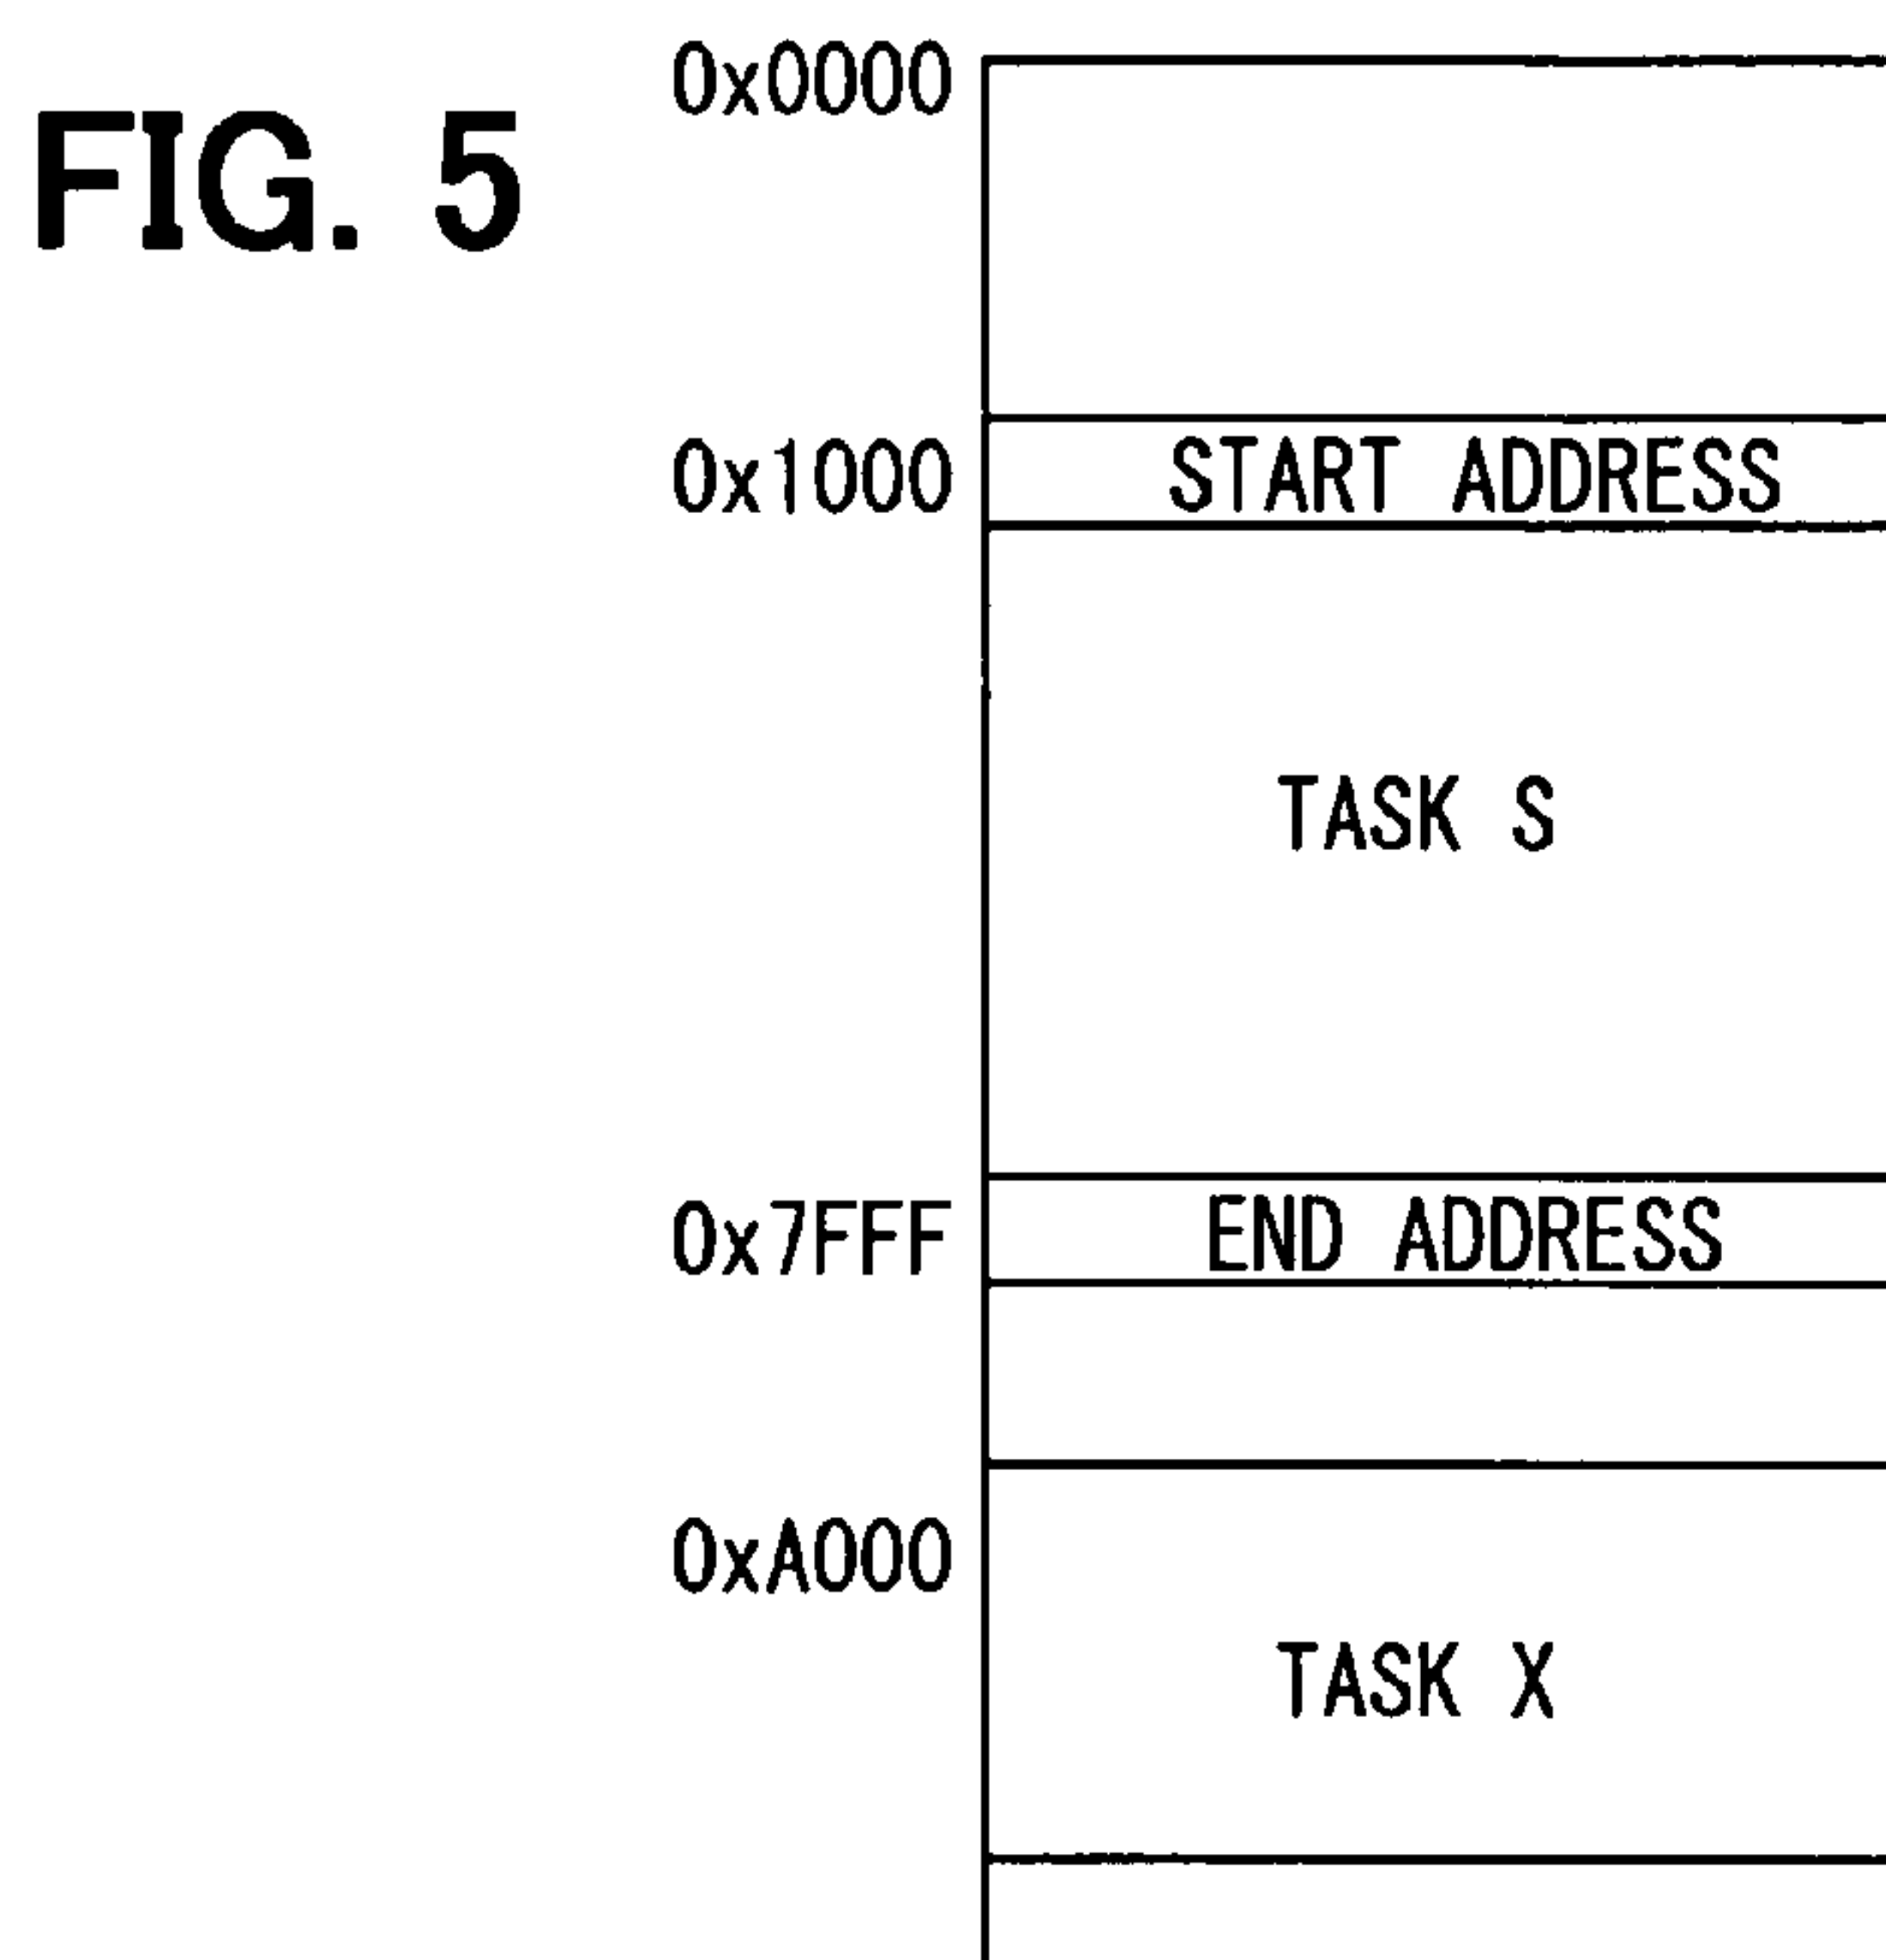 FIG. 5
0x0000
0x1000 START ADDRESS
TASK S
0x7FFF END ADDRESS
0xA000
TASK X